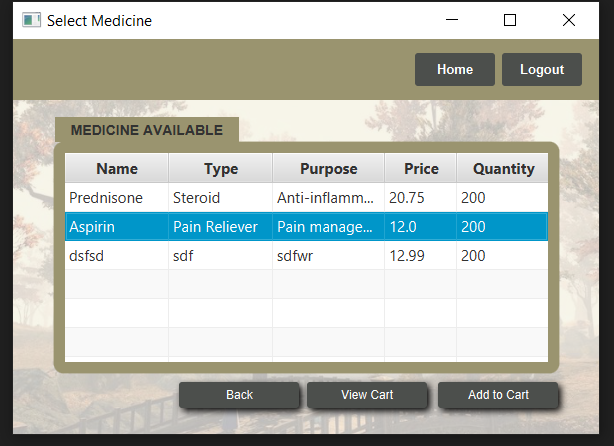 Select Medicine
Home Logout
MEDICINE AVAILABLE
Name Type Purpose Price Quantity
Prednisone Steroid Anti-inflamm... 20.75 200
Aspirin Pain Reliever Pain manage... 12.0 200
dsfsd sdf sdfwr 12.99 200
Back View Cart Add to Cart